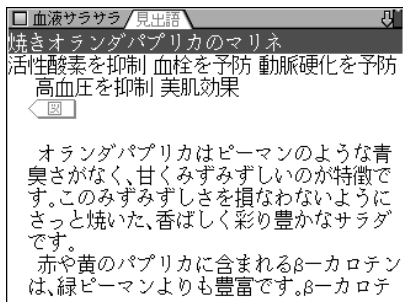 血液サラサラ 見出語
焼きオランダパプリカのマリネ
活性酸素を抑制 血栓を予防 動脈硬化を予防
高血圧を抑制 美肌効果
図
オランダパプリカはピーマンのような青
臭さがなく、甘くみずみずしいのが特徴で
す。このみずみずしさを損なわないように
さっと焼いた、香ばしく彩り豊かなサラダ
です。
赤や黄のパプリカに含まれるβーカロテン
は、緑ピーマンよりも豊富です。βーカロテ